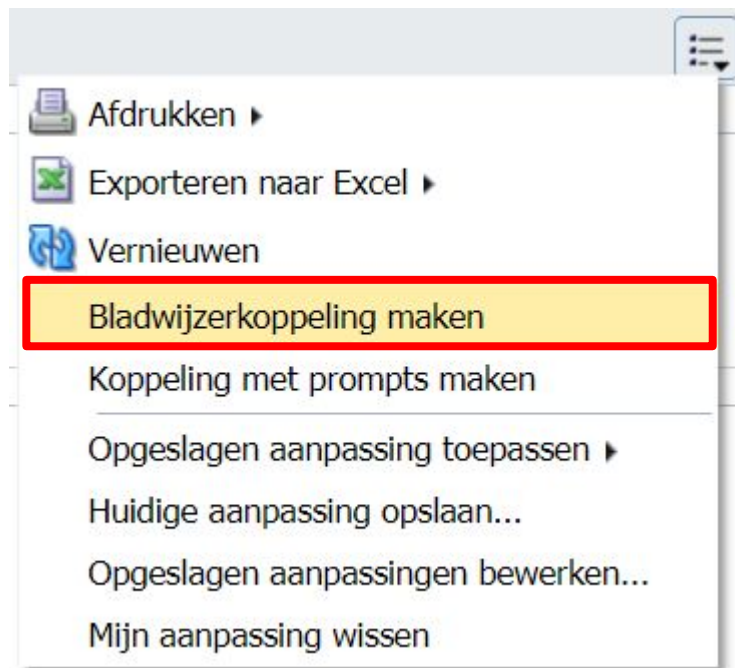 Afdrukken
Exporteren naar Excel
Vernieuwen
Bladwijzerkoppeling maken
Koppeling met prompts maken
Opgeslagen aanpassing toepassen
Huidige aanpassing opslaan...
Opgeslagen aanpassingen bewerken...
Mijn aanpassing wissen